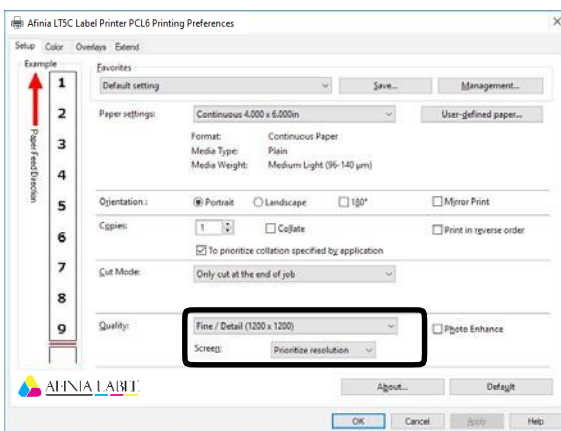 Afinia LT5C Label Printer PCL6 Printing Preferences
Setup Color Overlays Extend
Example
Paper Feed Direction
1
2
3
4
5
6
7
8
9
Favorites
Default setting Save... Management...
Paper settings: Continuous 4.000 x 6.000in User-defined paper...
Format: Continuous Paper
Media Type: Plain
Media Weight: Medium Light (96-140 µm)
Orientation : Portrait Landscape 180° Mirror Print
Copies: 1 Collate Print in reverse order
To prioritize collation specified by application
Cut Mode: Only cut at the end of job
Quality: Fine / Detail (1200 x 1200) Photo Enhance
Screen: Prioritize resolution
AFINIA LABEL
About... Default
OK Cancel Apply Help